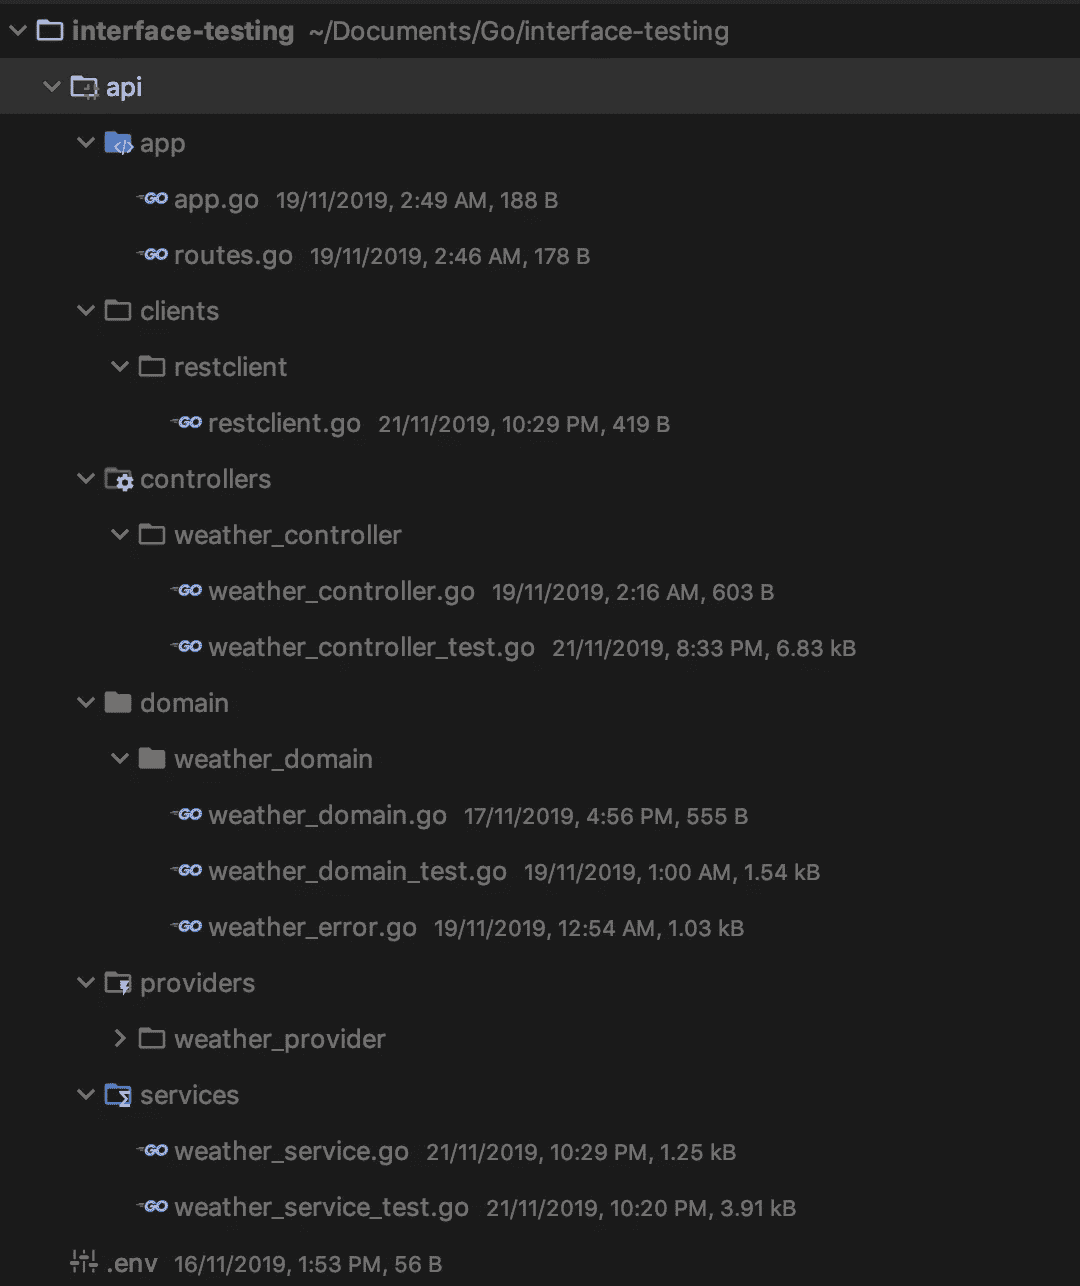 interface-testing ~/Documents/Go/interface-testing
api
app
GO app.go 19/11/2019, 2:49 AM, 188 B
GO routes.go 19/11/2019, 2:46 AM, 178 B
clients
restclient
GO restclient.go 21/11/2019, 10:29 PM, 419 B
controllers
weather_controller
GO weather_controller.go 19/11/2019, 2:16 AM, 603 B
GO weather_controller_test.go 21/11/2019, 8:33 PM, 6.83 kB
domain
weather_domain
GO weather_domain.go 17/11/2019, 4:56 PM, 555 B
GO weather_domain_test.go 19/11/2019, 1:00 AM, 1.54 kB
GO weather_error.go 19/11/2019, 12:54 AM, 1.03 kB
providers
weather_provider
services
GO weather_service.go 21/11/2019, 10:29 PM, 1.25 kB
GO weather_service_test.go 21/11/2019, 10:20 PM, 3.91 kB
.env 16/11/2019, 1:53 PM, 56 B